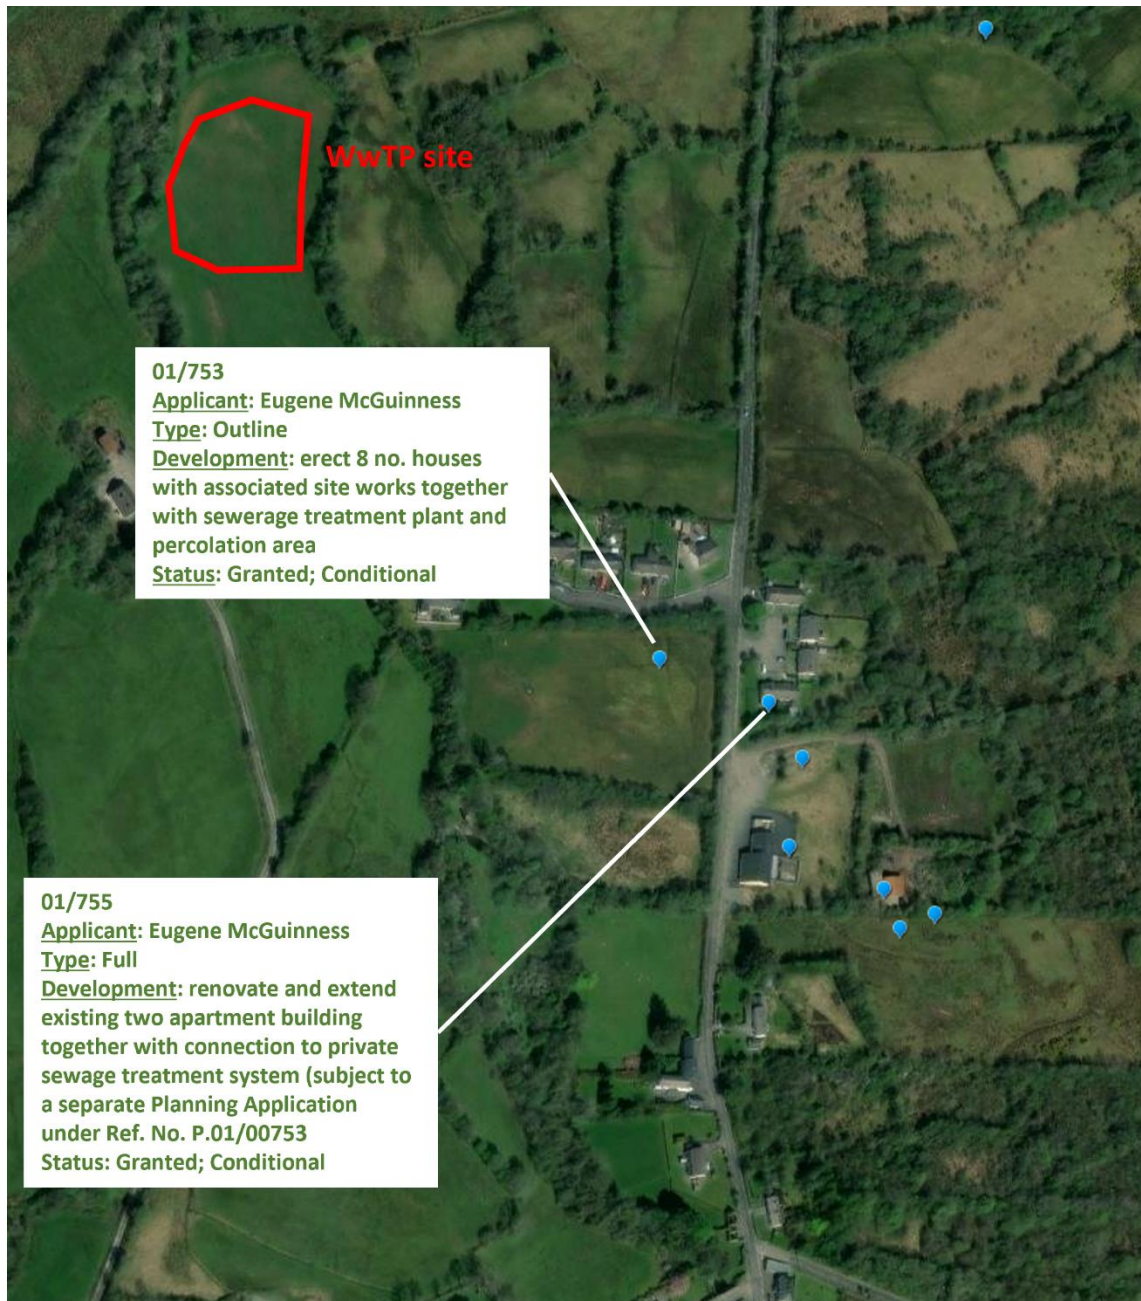 WwTP site
01/753
Applicant: Eugene McGuinness
Type: Outline
Development: erect 8 no. houses
with associated site works together
with sewerage treatment plant and
percolation area
Status: Granted; Conditional
01/755
Applicant: Eugene McGuinness
Type: Full
Development: renovate and extend
existing two apartment building
together with connection to private
sewage treatment system (subject to
a separate Planning Application
under Ref. No. P.01/00753
Status: Granted; Conditional